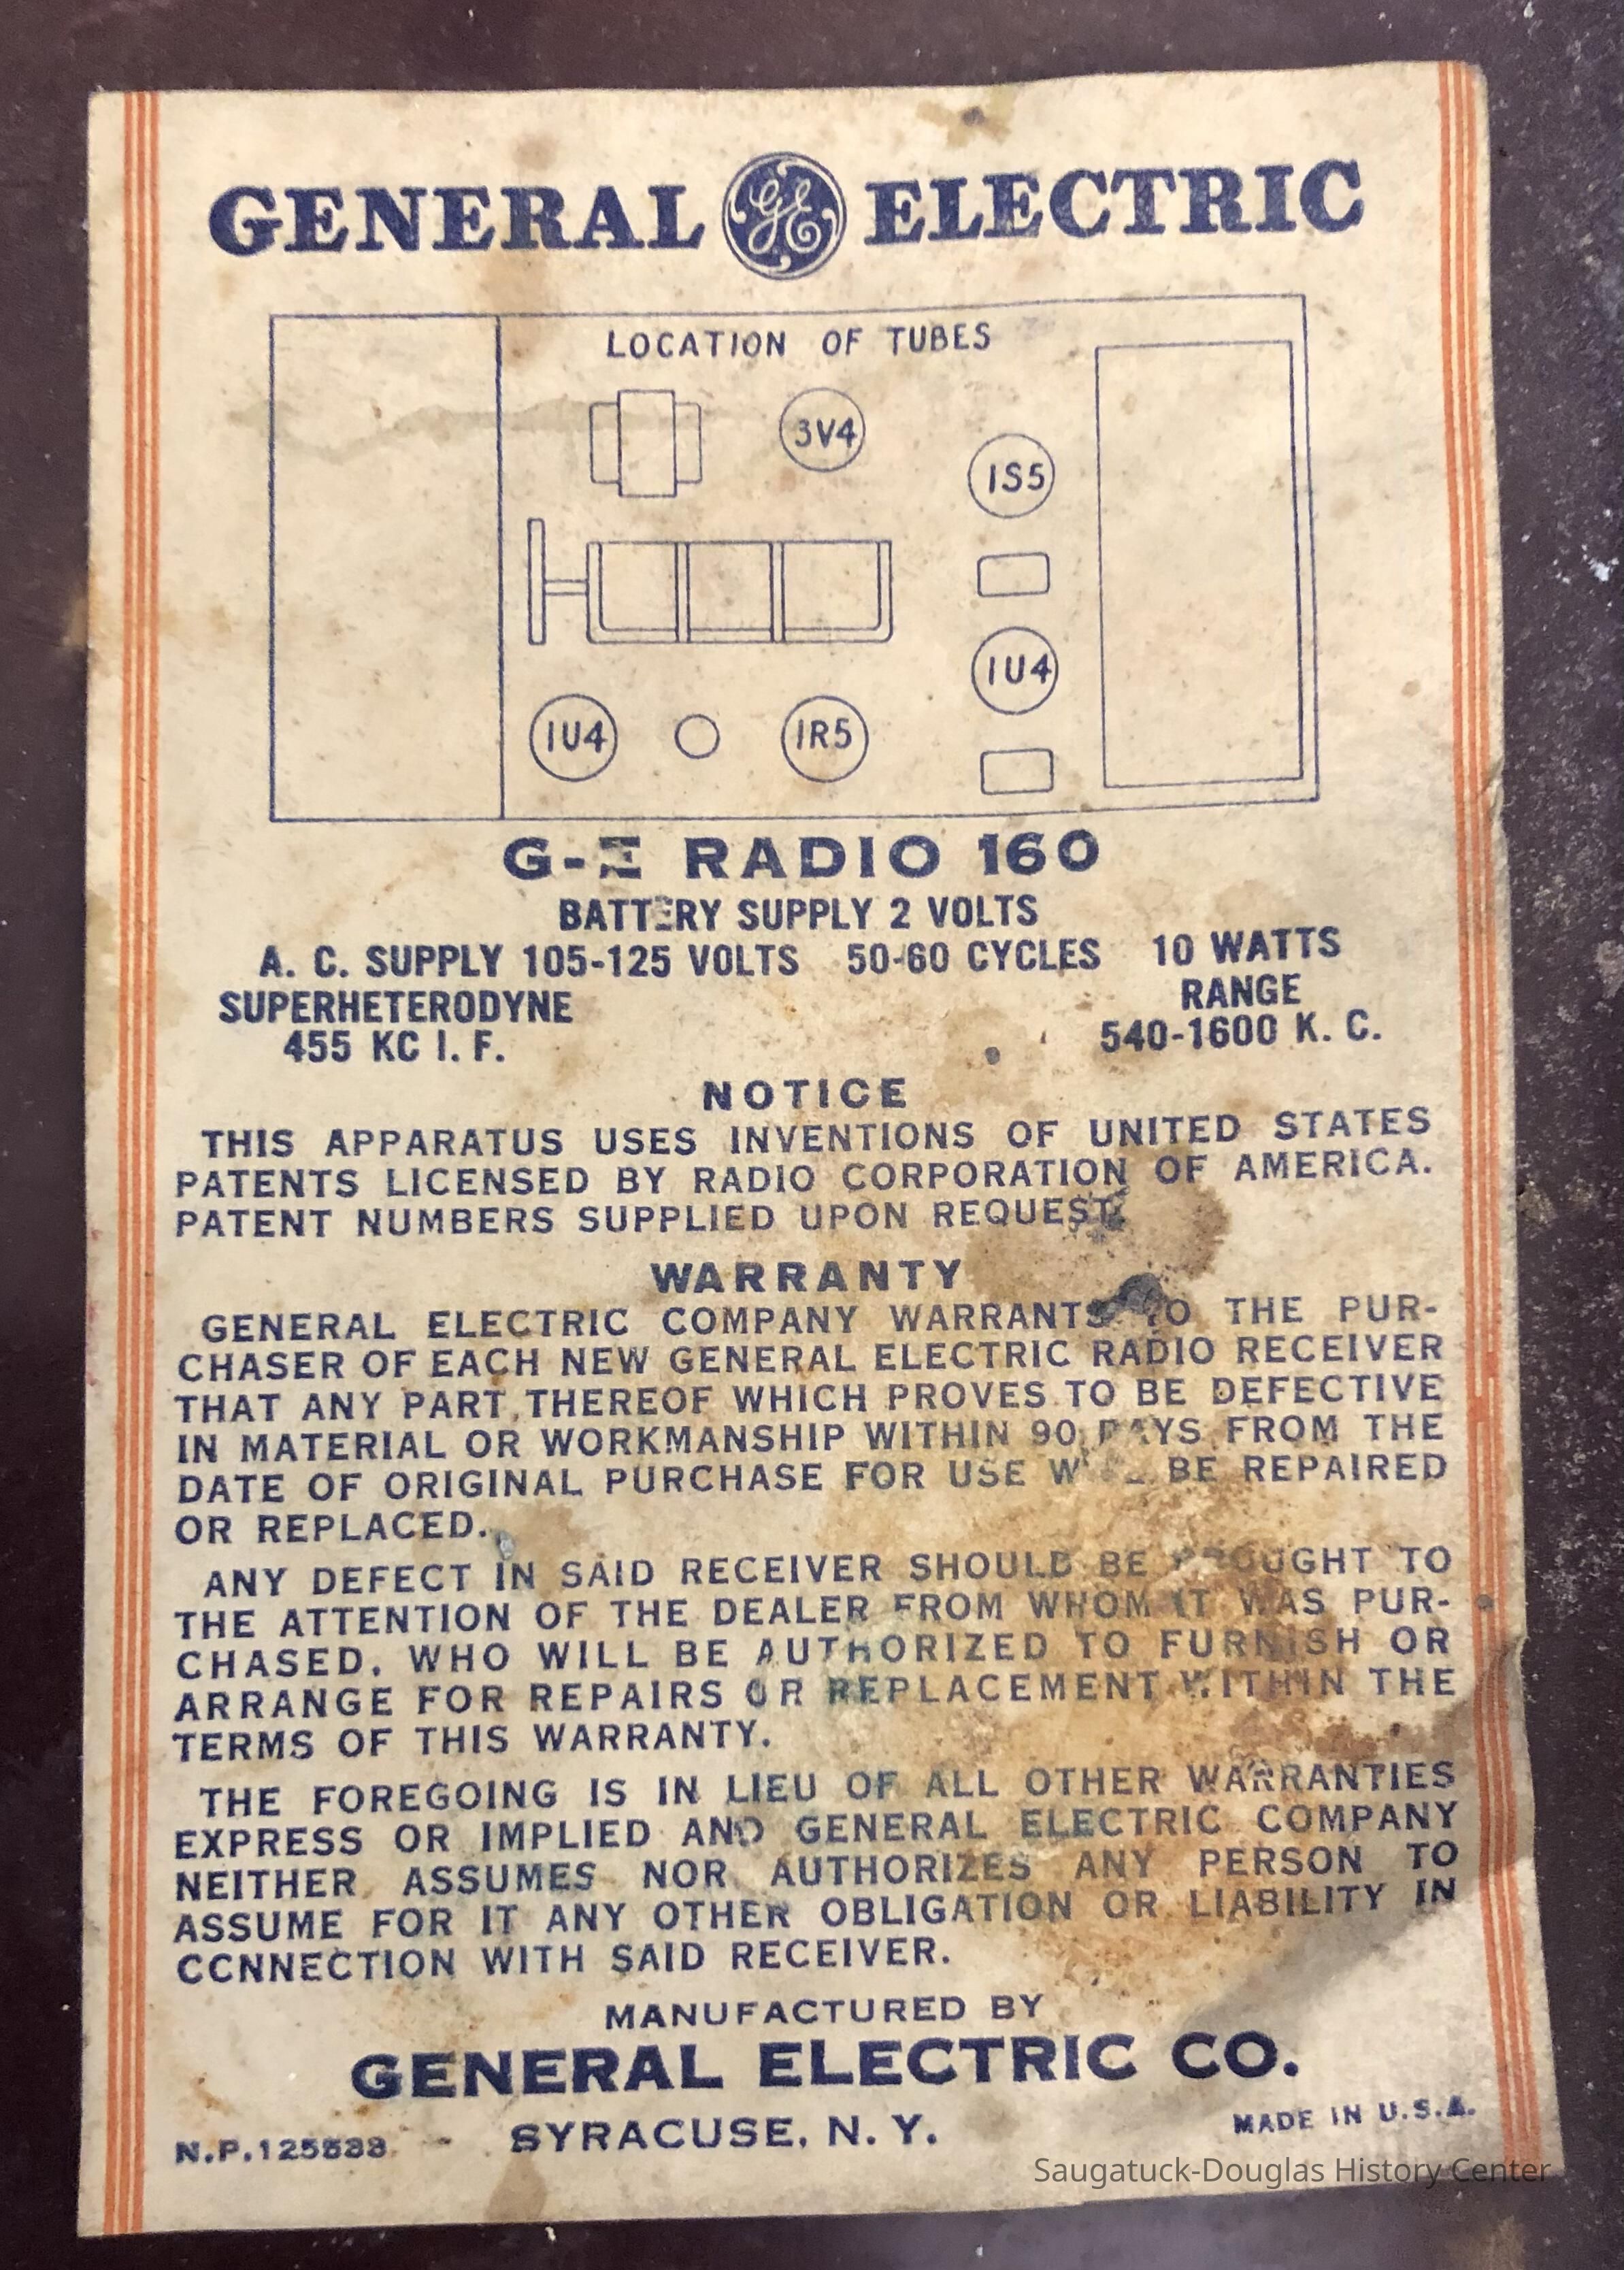 GENERAL GE ELECTRIC
LOCATION OF TUBES
3V4
1S5
1U4
1U4
1R5
G-E RADIO 160
BATTERY SUPPLY 2 VOLTS
A. C. SUPPLY 105-125 VOLTS 50-60 CYCLES 10 WATTS
SUPERHETERODYNE
455 KC I. F.
RANGE
540-1600 K. C.
NOTICE
THIS APPARATUS USES INVENTIONS OF UNITED STATES
PATENTS LICENSED BY RADIO CORPORATION OF AMERICA.
PATENT NUMBERS SUPPLIED UPON REQUEST.
WARRANTY
GENERAL ELECTRIC COMPANY WARRANTS TO THE PUR-
CHASER OF EACH NEW GENERAL ELECTRIC RADIO RECEIVER
THAT ANY PART THEREOF WHICH PROVES TO BE DEFECTIVE
IN MATERIAL OR WORKMANSHIP WITHIN 90 DAYS FROM THE
DATE OF ORIGINAL PURCHASE FOR USE WILL BE REPAIRED
OR REPLACED.
ANY DEFECT IN SAID RECEIVER SHOULD BE BROUGHT TO
THE ATTENTION OF THE DEALER FROM WHOM IT WAS PUR-
CHASED, WHO WILL BE AUTHORIZED TO FURNISH OR
ARRANGE FOR REPAIRS OR REPLACEMENT WITHIN THE
TERMS OF THIS WARRANTY.
THE FOREGOING IS IN LIEU OF ALL OTHER WARRANTIES
EXPRESS OR IMPLIED AND GENERAL ELECTRIC COMPANY
NEITHER ASSUMES NOR AUTHORIZES ANY PERSON TO
ASSUME FOR IT ANY OTHER OBLIGATION OR LIABILITY IN
CONNECTION WITH SAID RECEIVER.
MANUFACTURED BY
GENERAL ELECTRIC CO.
SYRACUSE, N. Y.
MADE IN U.S.A.
Saugatuck-Douglas History Center